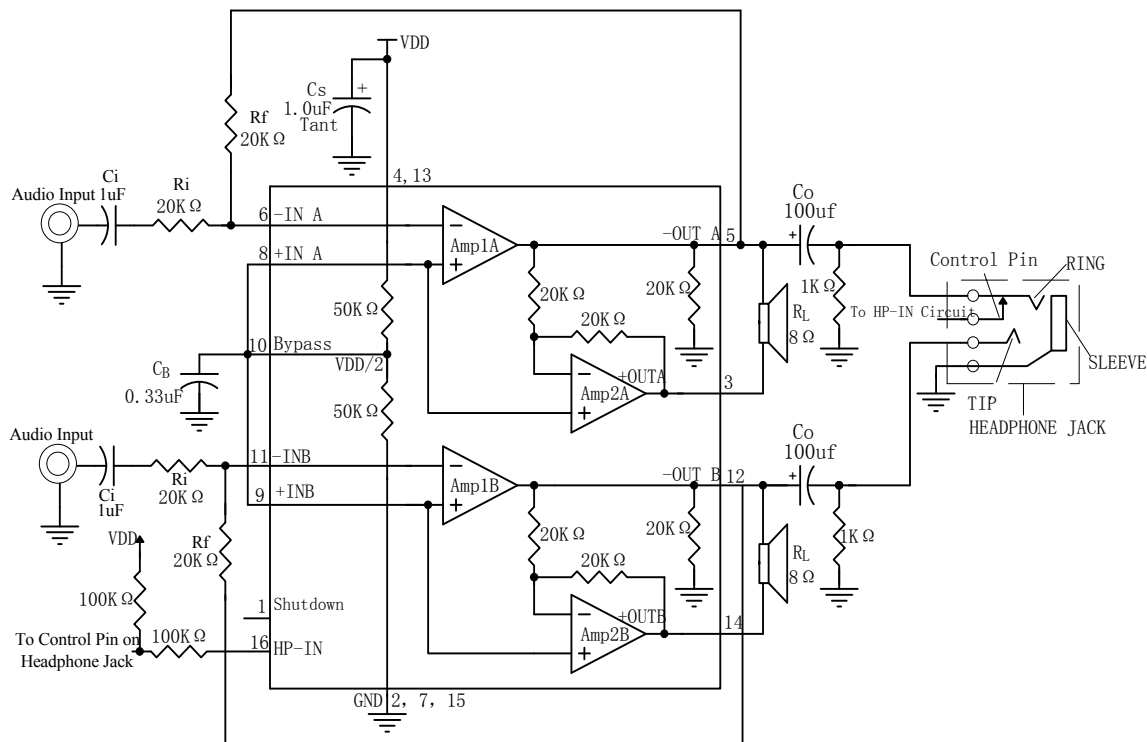 VDD
Cs
1.0uF
Tant
+
Rf
20KΩ
4,13
Audio Input
Ci
1uF
Ri
20KΩ
6
-IN A
8
+IN A
Amp1A
-OUT A
5
Co
100uf
+
Control Pin
RING
20KΩ
20KΩ
1KΩ
50KΩ
20KΩ
RL
8Ω
To HP-IN Circuit
10
Bypass
VDD/2
CB
0.33uF
Amp2A
+OUTA
3
SLEEVE
50KΩ
TIP
HEADPHONE JACK
Audio Input
Ci
1uF
Ri
20KΩ
11
-INB
9
+INB
Amp1B
-OUT B
12
Co
100uf
+
VDD
Rf
20KΩ
20KΩ
20KΩ
1KΩ
20KΩ
RL
8Ω
100KΩ
1
Shutdown
Amp2B
+OUTB
14
To Control Pin on
Headphone Jack
100KΩ
16
HP-IN
GND 2, 7, 15